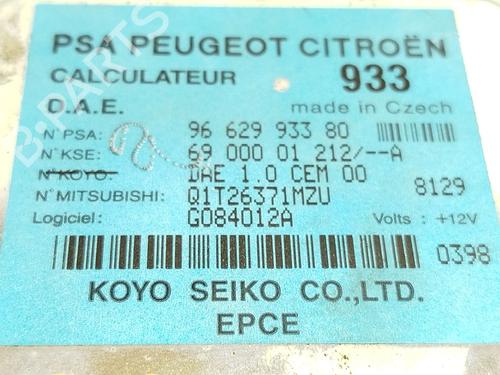 PSA PEUGEOT CITROËN
CALCULATEUR 933
D.A.E. made in Czech
N°PSA: 96 629 933 80
N°KSE: 69 000 01 212/--A
N°KOYO: DAE 1.0 CEM 00
N°MITSUBISHI: Q1T26371MZU 8129
Logiciel: G084012A Volts : +12V
0398
KOYO SEIKO CO.,LTD.
EPCE
B-PARTS